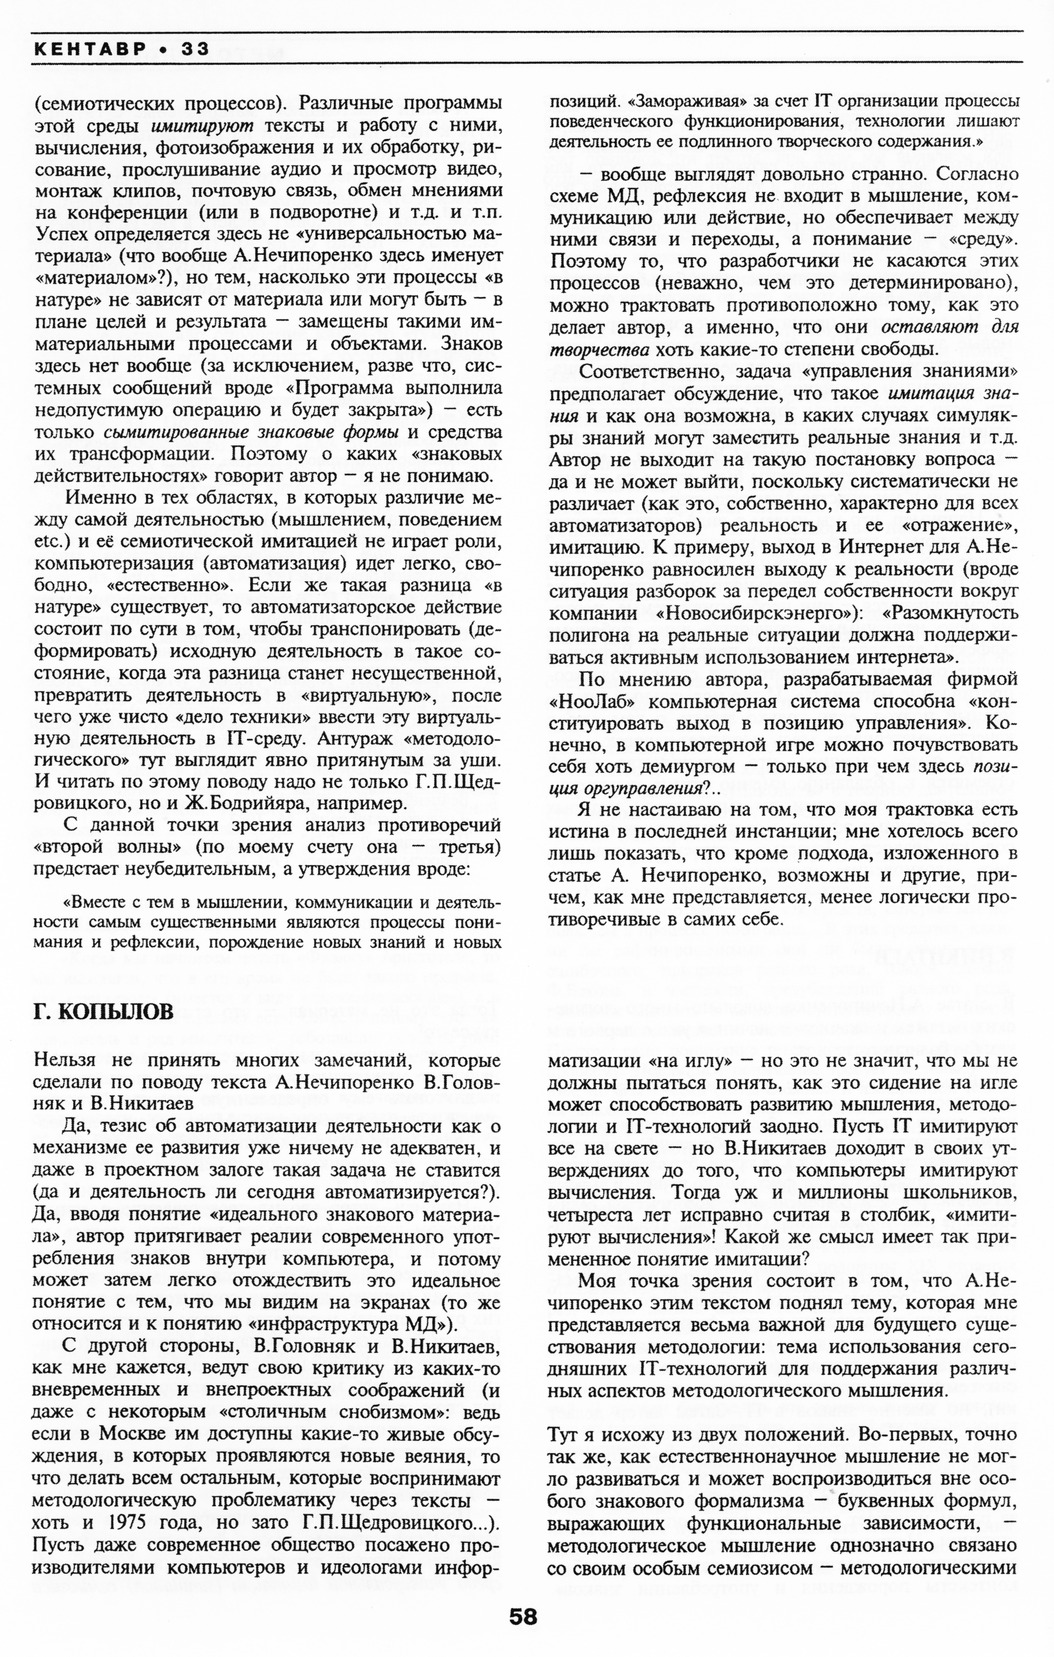 КЕНТАВР • 33
(семиотических процессов). Различные программы
этой среды имитируют тексты и работу с ними,
вычисления, фотоизображения и их обработку, ри-
сование, прослушивание аудио и просмотр видео,
монтаж клипов, почтовую связь, обмен мнениями
на конференции (или в подворотне) и т.д. и т.п.
Успех определяется здесь не «универсальностью ма-
териала» (что вообще А.Нечипоренко здесь именует
«материалом»?), но тем, насколько эти процессы «в
натуре» не зависят от материала или могут быть — в
плане целей и результата — замещены такими им-
материальными процессами и объектами. Знаков
здесь нет вообще (за исключением, разве что, сис-
темных сообщений вроде «Программа выполнила
недопустимую операцию и будет закрыта») — есть
только сымитированные знаковые формы и средства
их трансформации. Поэтому о каких «знаковых
действительностях» говорит автор — я не понимаю.
Именно в тех областях, в которых различие ме-
жду самой деятельностью (мышлением, поведением
etc.) и её семиотической имитацией не играет роли,
компьютеризация (автоматизация) идет легко, сво-
бодно, «естественно». Если же такая разница «в
натуре» существует, то автоматизаторское действие
состоит по сути в том, чтобы транспонировать (де-
формировать) исходную деятельность в такое со-
стояние, когда эта разница станет несущественной,
превратить деятельность в «виртуальную», после
чего уже чисто «дело техники» ввести эту виртуаль-
ную деятельность в IT-среду. Антураж «методоло-
гического» тут выглядит явно притянутым за уши.
И читать по этому поводу надо не только Г.П.Щед-
ровицкого, но и Ж.Бодрийяра, например.
С данной точки зрения анализ противоречий
«второй волны» (по моему счету она — третья)
предстает неубедительным, а утверждения вроде:
«Вместе с тем в мышлении, коммуникации и деятель-
ности самым существенными являются процессы пони-
мания и рефлексии, порождение новых знаний и новых
позиций. «Замораживая» за счет IT организации процессы
поведенческого функционирования, технологии лишают
деятельность ее подлинного творческого содержания.»
— вообще выглядят довольно странно. Согласно
схеме МД, рефлексия не входит в мышление, ком-
муникацию или действие, но обеспечивает между
ними связи и переходы, а понимание — «среду».
Поэтому то, что разработчики не касаются этих
процессов (неважно, чем это детерминировано),
можно трактовать противоположно тому, как это
делает автор, а именно, что они оставляют для
творчества хоть какие-то степени свободы.
Соответственно, задача «управления знаниями»
предполагает обсуждение, что такое имитация зна-
ния и как она возможна, в каких случаях симуляк-
ры знаний могут заместить реальные знания и т.д.
Автор не выходит на такую постановку вопроса —
да и не может выйти, поскольку систематически не
различает (как это, собственно, характерно для всех
автоматизаторов) реальность и ее «отражение»,
имитацию. К примеру, выход в Интернет для А.Не-
чипоренко равносилен выходу к реальности (вроде
ситуация разборок за передел собственности вокруг
компании «Новосибирскэнерго»): «Разомкнутость
полигона на реальные ситуации должна поддержи-
ваться активным использованием интернета».
По мнению автора, разрабатываемая фирмой
«НооЛаб» компьютерная система способна «кон-
ституировать выход в позицию управления». Ко-
нечно, в компьютерной игре можно почувствовать
себя хоть демиургом — только при чем здесь пози-
ция оргуправления?..
Я не настаиваю на том, что моя трактовка есть
истина в последней инстанции; мне хотелось всего
лишь показать, что кроме подхода, изложенного в
статье А. Нечипоренко, возможны и другие, при-
чем, как мне представляется, менее логически про-
тиворечивые в самих себе.
Г. КОПЫЛОВ
Нельзя не принять многих замечаний, которые
сделали по поводу текста А.Нечипоренко В.Голов-
няк и В.Никитаев
Да, тезис об автоматизации деятельности как о
механизме ее развития уже ничему не адекватен, и
даже в проектном залоге такая задача не ставится
(да и деятельность ли сегодня автоматизируется?).
Да, вводя понятие «идеального знакового материа-
ла», автор притягивает реалии современного упот-
ребления знаков внутри компьютера, и потому
может затем легко отождествить это идеальное
понятие с тем, что мы видим на экранах (то же
относится и к понятию «инфраструктура МД»).
С другой стороны, В.Головняк и В.Никитаев,
как мне кажется, ведут свою критику из каких-то
вневременных и внепроектных соображений (и
даже с некоторым «столичным снобизмом»: ведь
если в Москве им доступны какие-то живые обсу-
ждения, в которых проявляются новые веяния, то
что делать всем остальным, которые воспринимают
методологическую проблематику через тексты —
хоть и 1975 года, но зато Г.П.Щедровицкого...).
Пусть даже современное общество посажено про-
изводителями компьютеров и идеологами инфор-
матизации «на иглу» — но это не значит, что мы не
должны пытаться понять, как это сидение на игле
может способствовать развитию мышления, методо-
логии и IT-технологий заодно. Пусть IT имитируют
все на свете — но В.Никитаев доходит в своих ут-
верждениях до того, что компьютеры имитируют
вычисления. Тогда уж и миллионы школьников,
четыреста лет исправно считая в столбик, «имити-
руют вычисления»! Какой же смысл имеет так при-
мененное понятие имитации?
Моя точка зрения состоит в том, что А.Не-
чипоренко этим текстом поднял тему, которая мне
представляется весьма важной для будущего суще-
ствования методологии: тема использования сего-
дняшних IT-технологий для поддержания различ-
ных аспектов методологического мышления.
Тут я исхожу из двух положений. Во-первых, точно
так же, как естественнонаучное мышление не мог-
ло развиваться и может воспроизводиться вне осо-
бого знакового формализма — буквенных формул,
выражающих функциональные зависимости, —
методологическое мышление однозначно связано
со своим особым семиозисом — методологическими
58